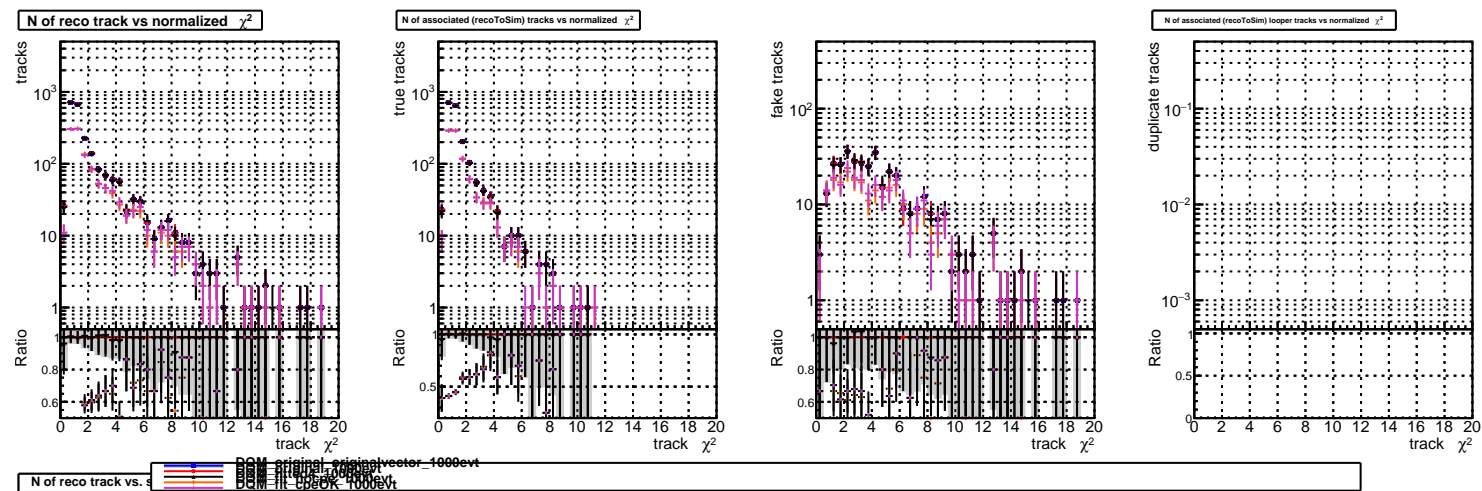 N of reco track vs normalized χ²
N of associated (recoToSim) tracks vs normalized χ²
N of associated (recoToSim) looper tracks vs normalized χ²
tracks
10³
10²
10
1
Ratio
1
0.8
0.6
0 2 4 6 8 10 12 14 16 18 20
track χ²
true tracks
10³
10²
10
1
Ratio
1
0.5
0 2 4 6 8 10 12 14 16 18 20
track χ²
fake tracks
10²
10
1
Ratio
1
0.8
0.6
0 2 4 6 8 10 12 14 16 18 20
track χ²
duplicate tracks
10⁻¹
10⁻²
10⁻³
Ratio
1
0.5
0
0 2 4 6 8 10 12 14 16 18 20
track χ²
N of reco track vs. s
DQM_original_originalvector_1000evt
DQM_original_1000evt
DQM_fit_cpeOK_1000evt